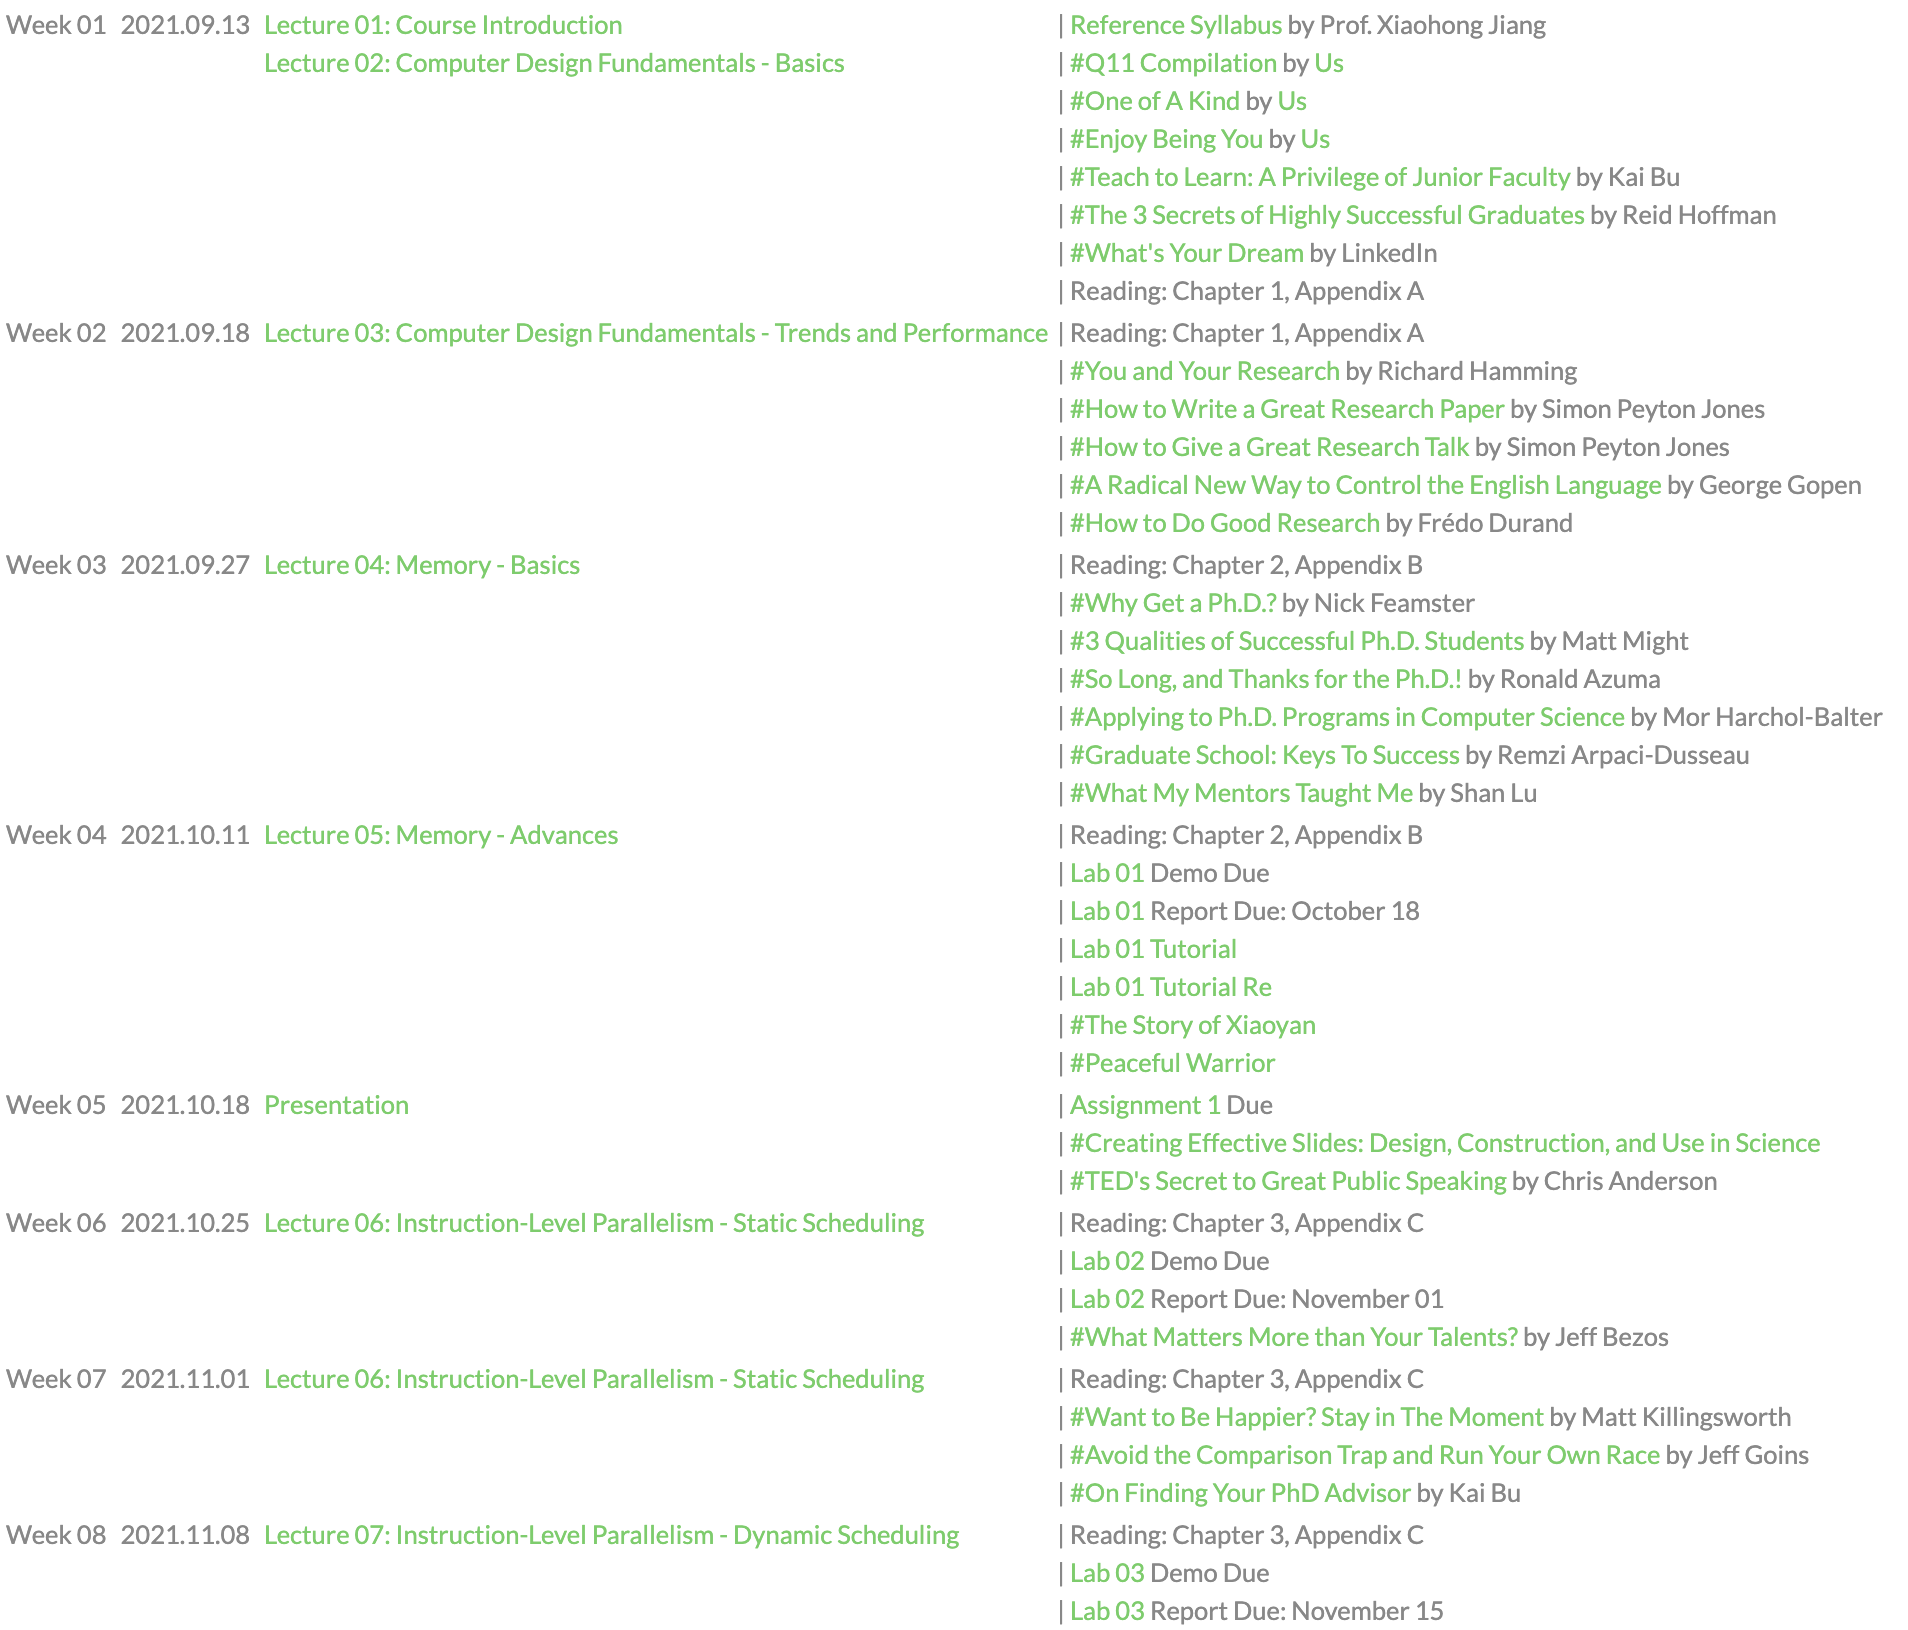 Week 01 2021.09.13 Lecture 01: Course Introduction | Reference Syllabus by Prof. Xiaohong Jiang
Lecture 02: Computer Design Fundamentals - Basics | #Q11 Compilation by Us
| #One of A Kind by Us
| #Enjoy Being You by Us
| #Teach to Learn: A Privilege of Junior Faculty by Kai Bu
| #The 3 Secrets of Highly Successful Graduates by Reid Hoffman
| #What's Your Dream by LinkedIn
| Reading: Chapter 1, Appendix A
Week 02 2021.09.18 Lecture 03: Computer Design Fundamentals - Trends and Performance | Reading: Chapter 1, Appendix A
| #You and Your Research by Richard Hamming
| #How to Write a Great Research Paper by Simon Peyton Jones
| #How to Give a Great Research Talk by Simon Peyton Jones
| #A Radical New Way to Control the English Language by George Gopen
| #How to Do Good Research by Frédo Durand
Week 03 2021.09.27 Lecture 04: Memory - Basics | Reading: Chapter 2, Appendix B
| #Why Get a Ph.D.? by Nick Feamster
| #3 Qualities of Successful Ph.D. Students by Matt Might
| #So Long, and Thanks for the Ph.D.! by Ronald Azuma
| #Applying to Ph.D. Programs in Computer Science by Mor Harchol-Balter
| #Graduate School: Keys To Success by Remzi Arpaci-Dusseau
| #What My Mentors Taught Me by Shan Lu
Week 04 2021.10.11 Lecture 05: Memory - Advances | Reading: Chapter 2, Appendix B
| Lab 01 Demo Due
| Lab 01 Report Due: October 18
| Lab 01 Tutorial
| Lab 01 Tutorial Re
| #The Story of Xiaoyan
| #Peaceful Warrior
Week 05 2021.10.18 Presentation | Assignment 1 Due
| #Creating Effective Slides: Design, Construction, and Use in Science
| #TED's Secret to Great Public Speaking by Chris Anderson
Week 06 2021.10.25 Lecture 06: Instruction-Level Parallelism - Static Scheduling | Reading: Chapter 3, Appendix C
| Lab 02 Demo Due
| Lab 02 Report Due: November 01
| #What Matters More than Your Talents? by Jeff Bezos
Week 07 2021.11.01 Lecture 06: Instruction-Level Parallelism - Static Scheduling | Reading: Chapter 3, Appendix C
| #Want to Be Happier? Stay in The Moment by Matt Killingsworth
| #Avoid the Comparison Trap and Run Your Own Race by Jeff Goins
| #On Finding Your PhD Advisor by Kai Bu
Week 08 2021.11.08 Lecture 07: Instruction-Level Parallelism - Dynamic Scheduling | Reading: Chapter 3, Appendix C
| Lab 03 Demo Due
| Lab 03 Report Due: November 15